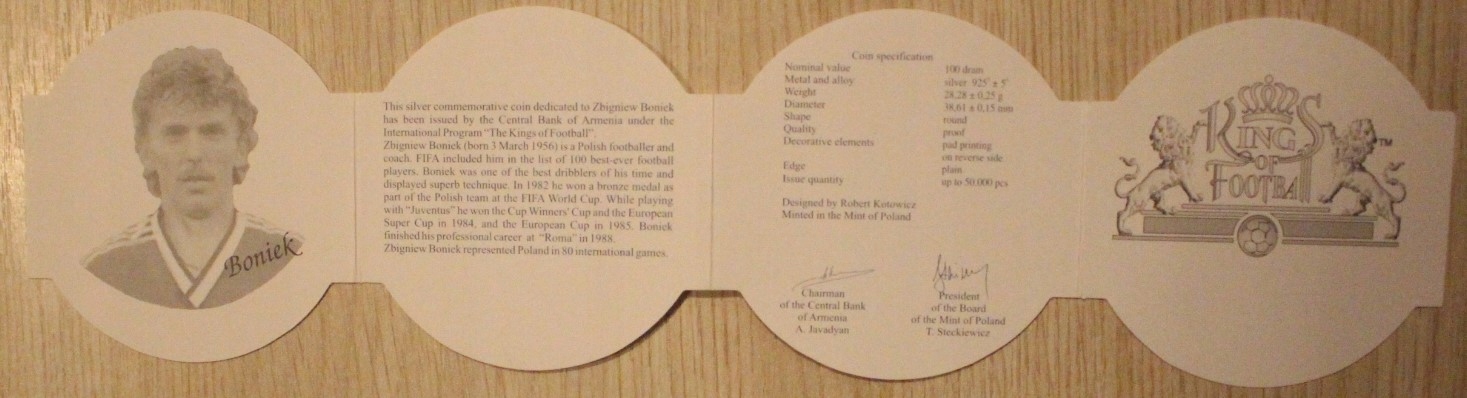 Boniek
This silver commemorative coin dedicated to Zbigniew Boniek
has been issued by the Central Bank of Armenia under the
International Program "The Kings of Football".
Zbigniew Boniek (born 3 March 1956) is a Polish footballer and
coach. FIFA included him in the list of 100 best-ever football
players. Boniek was one of the best dribblers of his time and
displayed superb technique. In 1982 he won a bronze medal as
part of the Polish team at the FIFA World Cup. While playing
with "Juventus" he won the Cup Winners' Cup and the European
Super Cup in 1984, and the European Cup in 1985. Boniek
finished his professional career at "Roma" in 1988.
Zbigniew Boniek represented Poland in 80 international games.
Coin specification
Nominal value 100 dram
Metal and alloy silver 925° ± 5°
Weight 28,28 ± 0,25 g
Diameter 38,61 ± 0,15 mm
Shape round
Quality proof
Decorative elements pad printing
on reverse side
Edge plain
Issue quantity up to 50.000 pcs
Designed by Robert Kotowicz
Minted in the Mint of Poland
Chairman
of the Central Bank
of Armenia
A. Javadyan
President
of the Board
of the Mint of Poland
T. Steckiewicz
KINGS
OF
FOOTBALL
TM